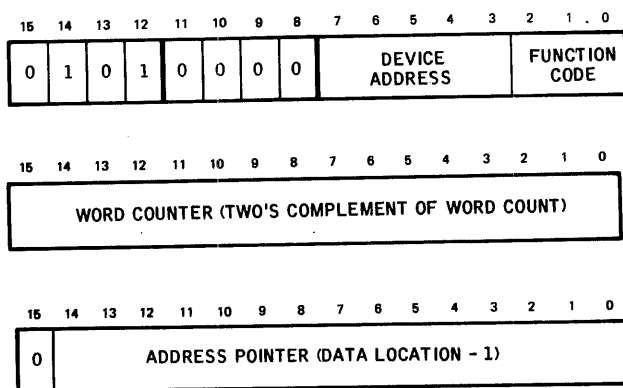 15 14 13 12 11 10 9 8 7 6 5 4 3 2 1 . 0
0 1 0 1 0 0 0 0 DEVICE ADDRESS FUNCTION CODE
15 14 13 12 11 10 9 8 7 6 5 4 3 2 1 0
WORD COUNTER (TWO'S COMPLEMENT OF WORD COUNT)
15 14 13 12 11 10 9 8 7 6 5 4 3 2 1 0
0 ADDRESS POINTER (DATA LOCATION - 1)